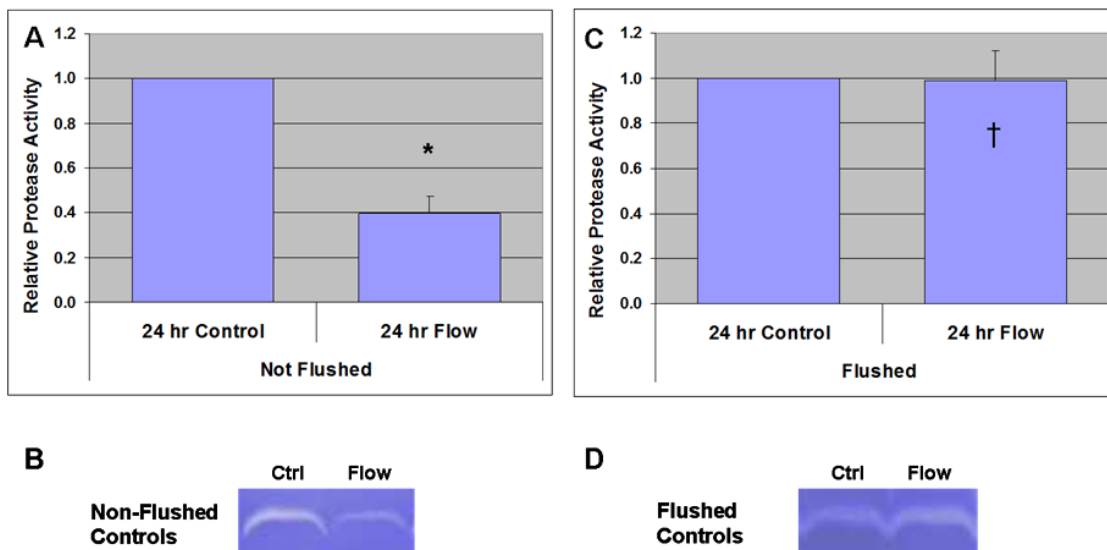 A
Relative Protease Activity
1.2
1.0
0.8
0.6
0.4
0.2
0.0
*
24 hr Control
24 hr Flow
Not Flushed
C
Relative Protease Activity
1.2
1.0
0.8
0.6
0.4
0.2
0.0
†
24 hr Control
24 hr Flow
Flushed
B
Ctrl Flow
Non-Flushed
Controls
D
Ctrl Flow
Flushed
Controls